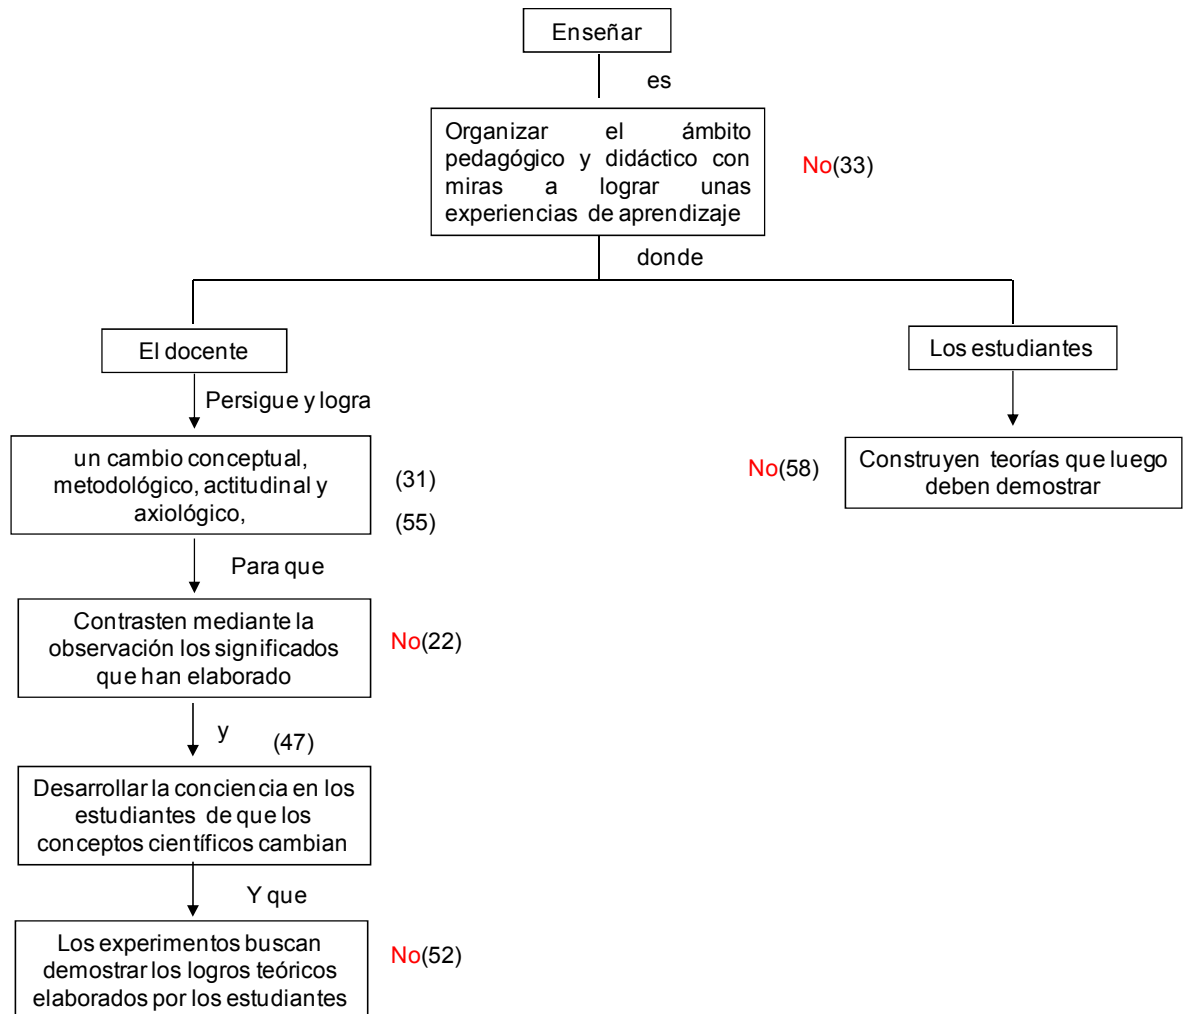 Enseñar
es
Organizar el ámbito
pedagógico y didáctico con
miras a lograr unas
experiencias de aprendizaje
No(33)
donde
El docente
Los estudiantes
Persigue y logra
un cambio conceptual,
metodológico, actitudinal y
axiológico,
(31)
(55)
No(58)
Construyen teorías que luego
deben demostrar
Para que
Contrasten mediante la
observación los significados
que han elaborado
No(22)
y
(47)
Desarrollar la conciencia en los
estudiantes de que los
conceptos científicos cambian
Y que
Los experimentos buscan
demostrar los logros teóricos
elaborados por los estudiantes
No(52)